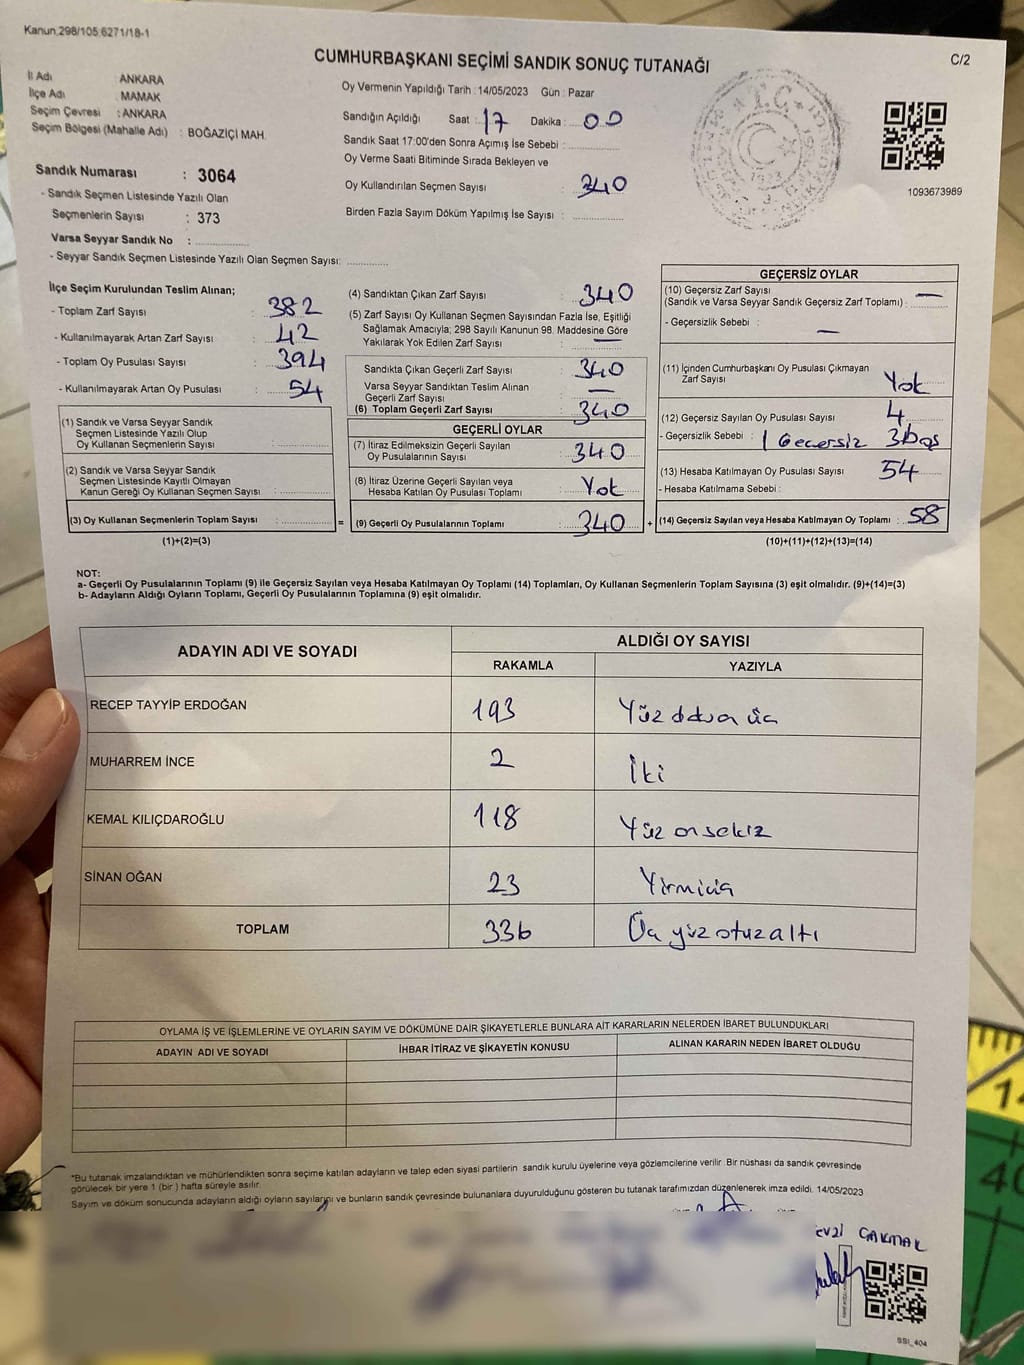 Kanun.298/105.6271/18-1
C/2
CUMHURBAŞKANI SEÇİMİ SANDIK SONUÇ TUTANAĞI
İl Adı : ANKARA
İlçe Adı : MAMAK
Seçim Çevresi : ANKARA
Seçim Bölgesi (Mahalle Adı) : BOĞAZİÇİ MAH.
Sandık Numarası : 3064
- Sandık Seçmen Listesinde Yazılı Olan
Seçmenlerin Sayısı : 373
Varsa Seyyar Sandık No : ..............
- Seyyar Sandık Seçmen Listesinde Yazılı Olan Seçmen Sayısı: ............
Oy Vermenin Yapıldığı Tarih : 14/05/2023 Gün : Pazar
Sandığın Açıldığı Saat : 17 Dakika : 00
Sandık Saat 17:00'den Sonra Açımış İse Sebebi : ..............
Oy Verme Saati Bitiminde Sırada Bekleyen ve
Oy Kullandırılan Seçmen Sayısı : 340
Birden Fazla Sayım Döküm Yapılmış İse Sayısı : ..............
T.C.
1923
1093673989
İlçe Seçim Kurulundan Teslim Alınan;
- Toplam Zarf Sayısı : 382
- Kullanılmayarak Artan Zarf Sayısı : 42
- Toplam Oy Pusulası Sayısı : 394
- Kullanılmayarak Artan Oy Pusulası : 54
(1) Sandık ve Varsa Seyyar Sandık
Seçmen Listesinde Yazılı Olup
Oy Kullanan Seçmenlerin Sayısı : ..............
(2) Sandık ve Varsa Seyyar Sandık
Seçmen Listesinde Kayıtlı Olmayan
Kanun Gereği Oy Kullanan Seçmen Sayısı : ..............
(3) Oy Kullanan Seçmenlerin Toplam Sayısı : .............. =
(1)+(2)=(3)
(4) Sandıktan Çıkan Zarf Sayısı : 340
(5) Zarf Sayısı Oy Kullanan Seçmen Sayısından Fazla İse, Eşitliği
Sağlamak Amacıyla; 298 Sayılı Kanunun 98. Maddesine Göre
Yakılarak Yok Edilen Zarf Sayısı : —
Sandıkta Çıkan Geçerli Zarf Sayısı : 340
Varsa Seyyar Sandıktan Teslim Alınan
Geçerli Zarf Sayısı : —
(6) Toplam Geçerli Zarf Sayısı : 340
GEÇERLİ OYLAR
(7) İtiraz Edilmeksizin Geçerli Sayılan
Oy Pusulalarının Sayısı : 340
(8) İtiraz Üzerine Geçerli Sayılan veya
Hesaba Katılan Oy Pusulası Toplamı : Yok
(9) Geçerli Oy Pusulalarının Toplamı : 340 +
GEÇERSİZ OYLAR
(10) Geçersiz Zarf Sayısı
(Sandık ve Varsa Seyyar Sandık Geçersiz Zarf Toplamı) : —
- Geçersizlik Sebebi : —
(11) İçinden Cumhurbaşkanı Oy Pusulası Çıkmayan
Zarf Sayısı : Yok
(12) Geçersiz Sayılan Oy Pusulası Sayısı : 4
- Geçersizlik Sebebi : 1 Gecersiz 3 Boş
(13) Hesaba Katılmayan Oy Pusulası Sayısı : 54
- Hesaba Katılmama Sebebi :
(14) Geçersiz Sayılan veya Hesaba Katılmayan Oy Toplamı : 58
(10)+(11)+(12)+(13)=(14)
NOT:
a- Geçerli Oy Pusulalarının Toplamı (9) ile Geçersiz Sayılan veya Hesaba Katılmayan Oy Toplamı (14) Toplamları, Oy Kullanan Seçmenlerin Toplam Sayısına (3) eşit olmalıdır. (9)+(14)=(3)
b- Adayların Aldığı Oyların Toplamı, Geçerli Oy Pusulalarının Toplamına (9) eşit olmalıdır.
ADAYIN ADI VE SOYADI ALDIĞI OY SAYISI
RAKAMLA YAZIYLA
RECEP TAYYİP ERDOĞAN 193 Yüz
MUHARREM İNCE 2 İki
KEMAL KILIÇDAROĞLU 118 Yüz onsekiz
SİNAN OĞAN 23 Yirmiüç
TOPLAM 336 Üç yüz otuz altı
OYLAMA İŞ VE İŞLEMLERİNE VE OYLARIN SAYIM VE DÖKÜMÜNE DAİR ŞİKAYETLERLE BUNLARA AİT KARARLARIN NELERDEN İBARET BULUNDUKLARI
ADAYIN ADI VE SOYADI İHBAR İTİRAZ VE ŞİKAYETİN KONUSU ALINAN KARARIN NEDEN İBARET OLDUĞU
*Bu tutanak imzalandıktan ve mühürlendikten sonra seçime katılan adayların ve talep eden siyasi partilerin sandık kurulu üyelerine veya gözlemcilerine verilir. Bir nüshası da sandık çevresinde
görülecek bir yere 1 (bir ) hafta süreyle asılır.
Sayım ve döküm sonucunda adayların aldığı oyların sayılarını ve bunların sandık çevresinde bulunanlara duyurulduğunu gösteren bu tutanak tarafımızdan düzenlenerek imza edildi. 14/05/2023
ÇAKMAK
SSI_404
40